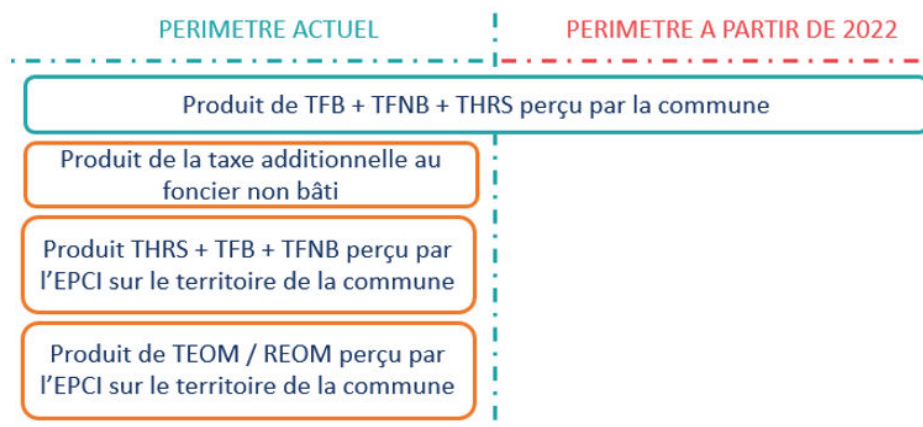 PERIMETRE ACTUEL
PERIMETRE A PARTIR DE 2022
Produit de TFB + TFNB + THRS perçu par la commune
Produit de la taxe additionnelle au
foncier non bâti
Produit THRS + TFB + TFNB perçu par
l'EPCI sur le territoire de la commune
Produit de TEOM / REOM perçu par
l'EPCI sur le territoire de la commune